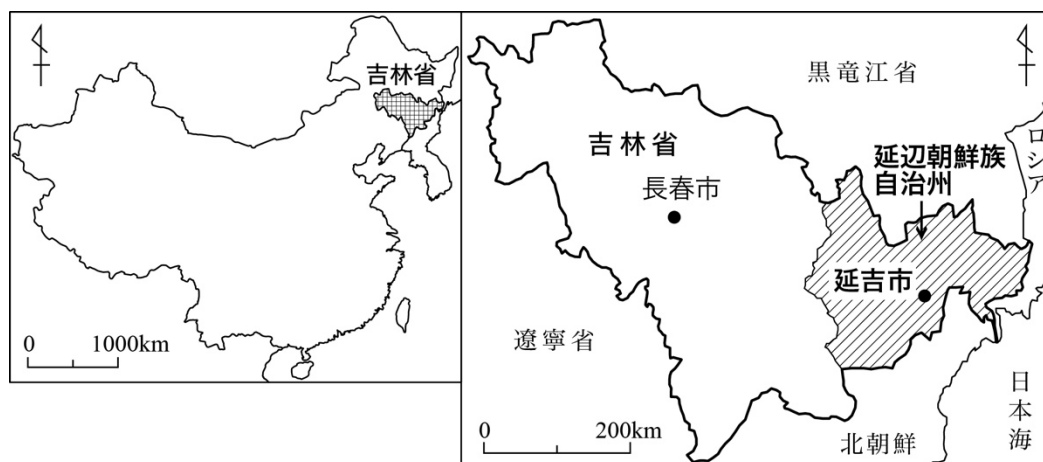 吉林省
0 1000km
黒竜江省
ロシア
吉林省
延辺朝鮮族
自治州
長春市
延吉市
遼寧省
0 200km
北朝鮮
日本海